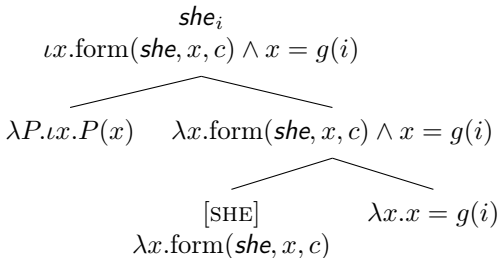 she_i
ιx.form(she, x, c) ∧ x = g(i)
λP.ιx.P(x) λx.form(she, x, c) ∧ x = g(i)
[SHE] λx.x = g(i)
λx.form(she, x, c)